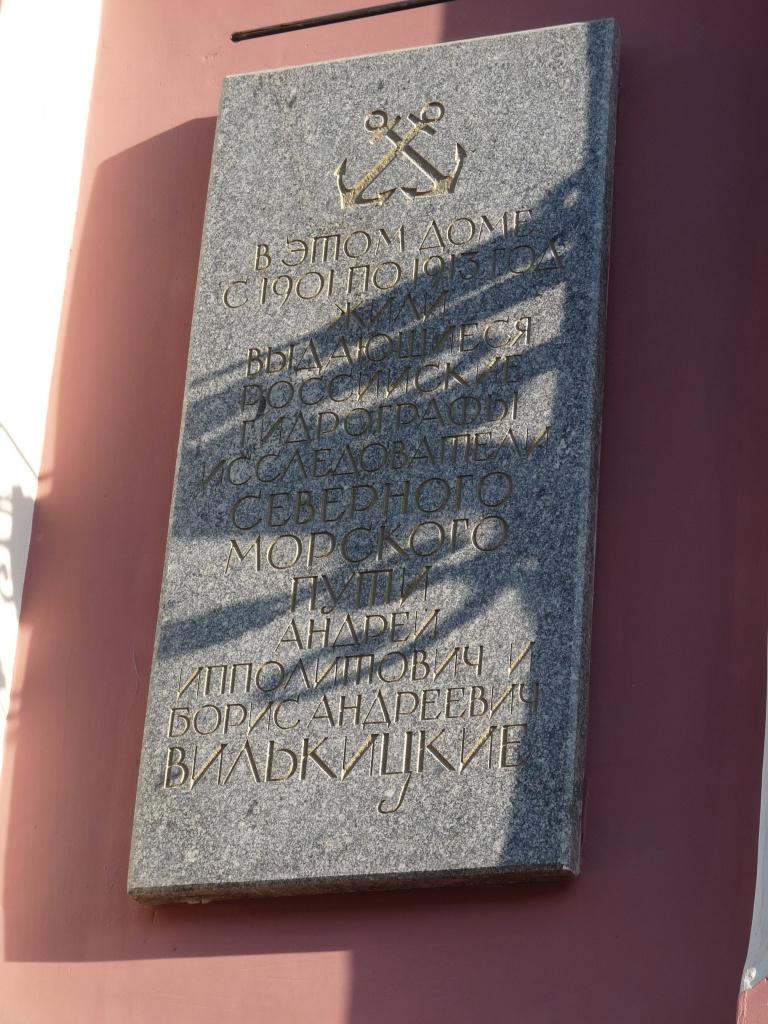 В ЭТОМ ДОМЕ
С 1901 ПО 1913 ГОД
ЖИЛИ
ВЫДАЮЩИЕСЯ
РОССИЙСКИЕ
ГИДРОГРАФЫ
ИССЛЕДОВАТЕЛИ
СЕВЕРНОГО
МОРСКОГО
ПУТИ
АНДРЕЙ
ИППОЛИТОВИЧ И
БОРИС АНДРЕЕВИЧ
ВИЛЬКИЦКИЕ